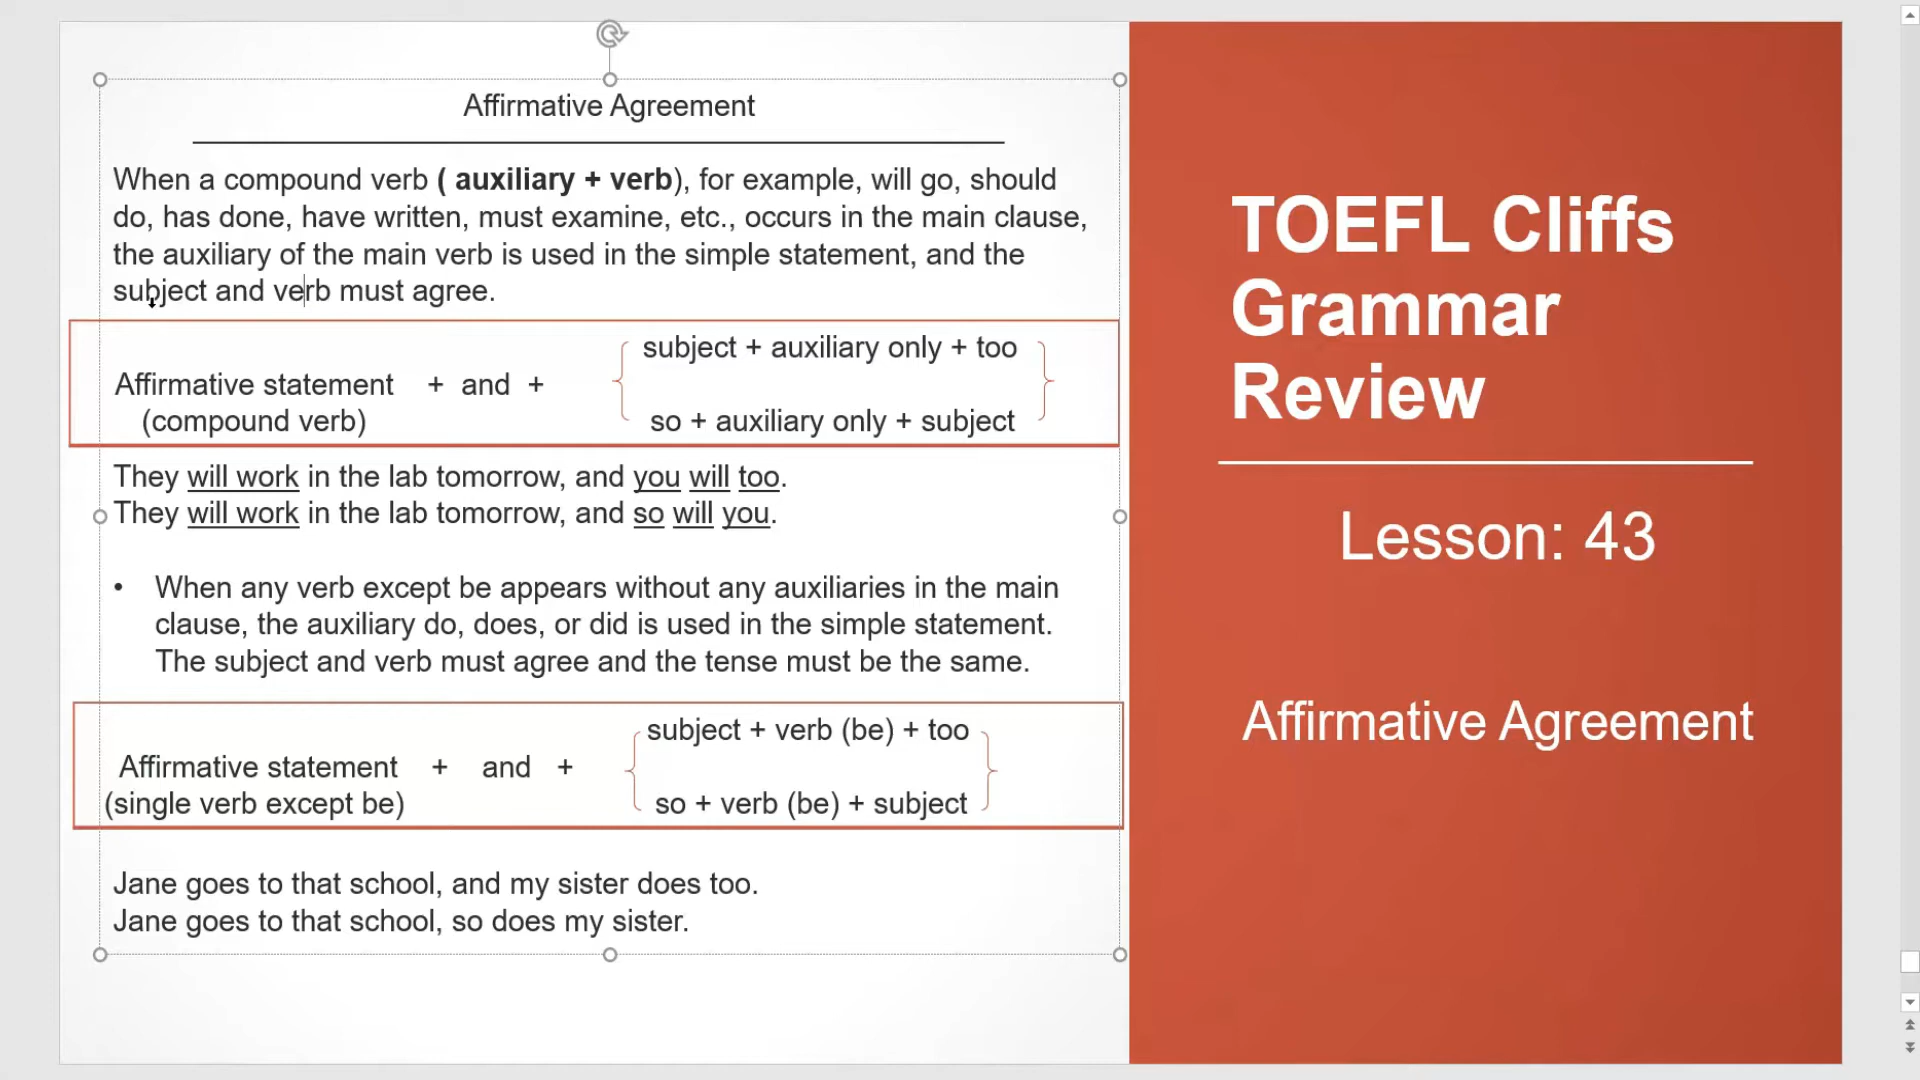 Affirmative Agreement
When a compound verb ( auxiliary + verb), for example, will go, should
do, has done, have written, must examine, etc., occurs in the main clause,
the auxiliary of the main verb is used in the simple statement, and the
subject and verb must agree.
subject + auxiliary only + too
Affirmative statement + and +
(compound verb)
so + auxiliary only + subject
They will work in the lab tomorrow, and you will too.
They will work in the lab tomorrow, and so will you.
• When any verb except be appears without any auxiliaries in the main
clause, the auxiliary do, does, or did is used in the simple statement.
The subject and verb must agree and the tense must be the same.
subject + verb (be) + too
Affirmative statement + and +
(single verb except be)
so + verb (be) + subject
Jane goes to that school, and my sister does too.
Jane goes to that school, so does my sister.
TOEFL Cliffs
Grammar
Review
Lesson: 43
Affirmative Agreement